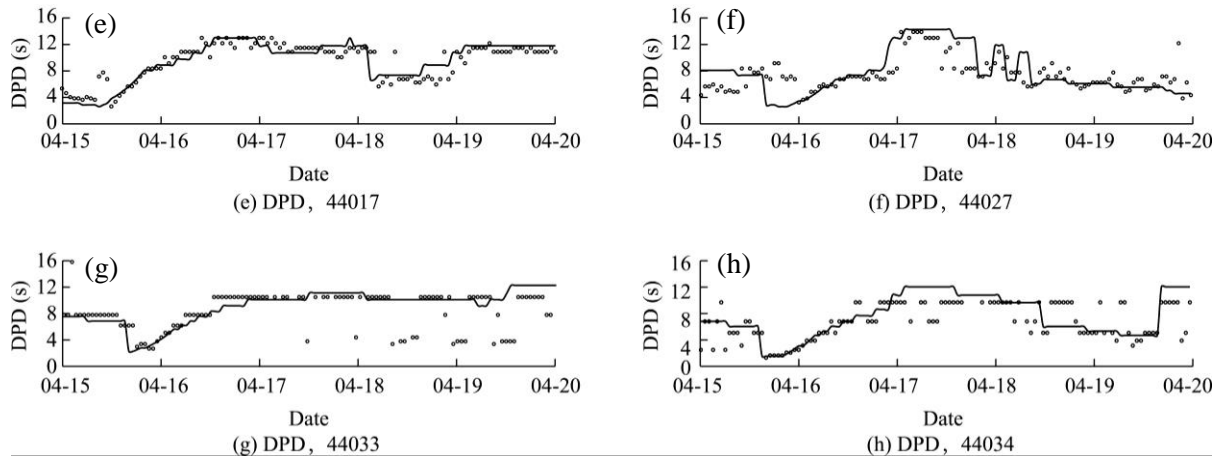 (e)
DPD (s)
16
12
8
4
0
04-15 04-16 04-17 04-18 04-19 04-20
Date
(e) DPD，44017
(f)
DPD (s)
16
12
8
4
0
04-15 04-16 04-17 04-18 04-19 04-20
Date
(f) DPD，44027
(g)
DPD (s)
16
12
8
4
0
04-15 04-16 04-17 04-18 04-19 04-20
Date
(g) DPD，44033
(h)
DPD (s)
16
12
8
4
0
04-15 04-16 04-17 04-18 04-19 04-20
Date
(h) DPD，44034